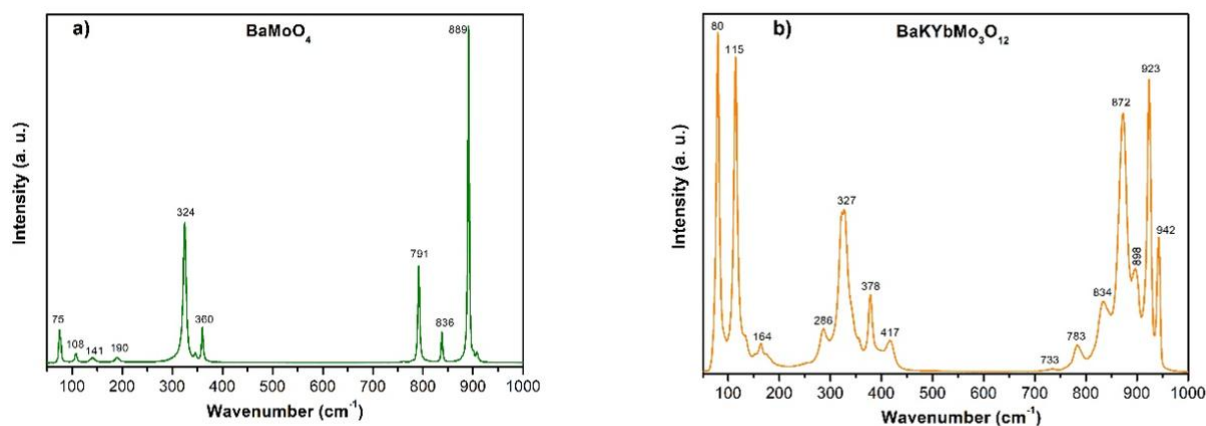 a)
BaMoO₄
889
324
791
75
108
141
190
360
836
Intensity (a. u.)
100 200 300 400 500 600 700 800 900 1000
Wavenumber (cm⁻¹)
b)
BaKYbMo₃O₁₂
80
115
923
872
327
942
898
378
834
286
417
164
783
733
Intensity (a. u.)
100 200 300 400 500 600 700 800 900 1000
Wavenumber (cm⁻¹)